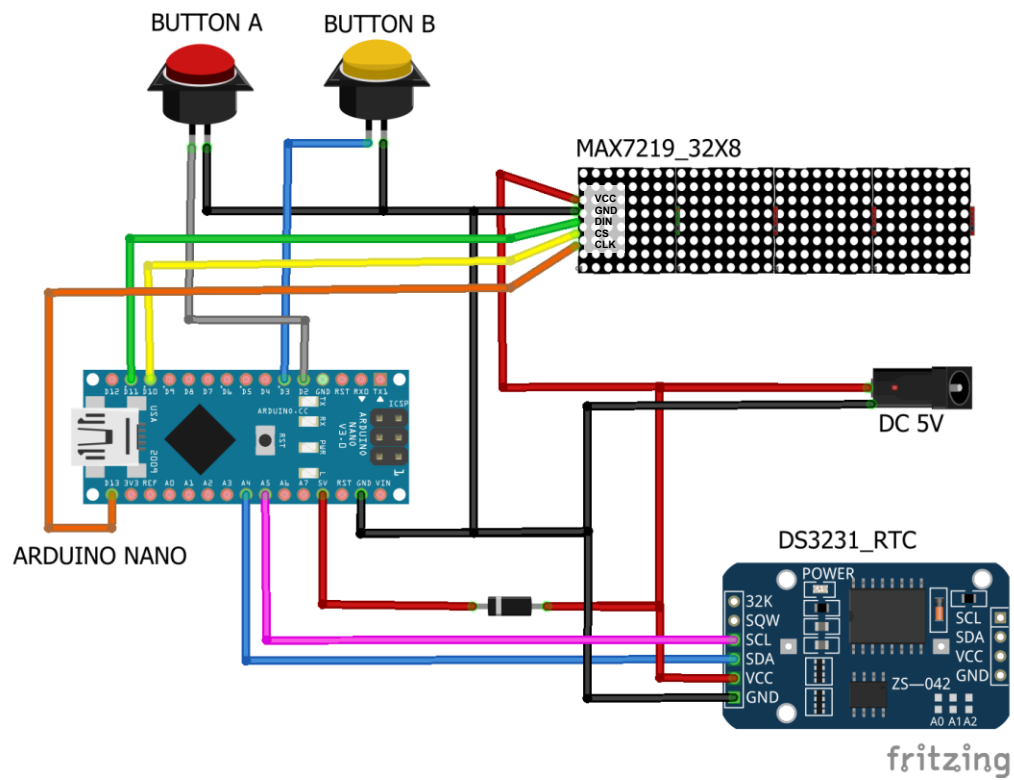 BUTTON A
BUTTON B
MAX7219_32X8
VCC
GND
DIN
CS
CLK
D12 D11 D10 D9 D8 D7 D6 D5 D4 D3 D2 GND RST RX0 TX1
USA
2009
ARDUINO.CC
RST
TX
RX
PWR
L
ARDUINO
NANO
V3.0
ICSP
1
D13 3V3 REF A0 A1 A2 A3 A4 A5 A6 A7 5V RST GND VIN
ARDUINO NANO
DC 5V
DS3231_RTC
POWER
32K
SQW
SCL
SDA
VCC
GND
SCL
SDA
VCC
GND
ZS-042
A0 A1 A2
fritzing